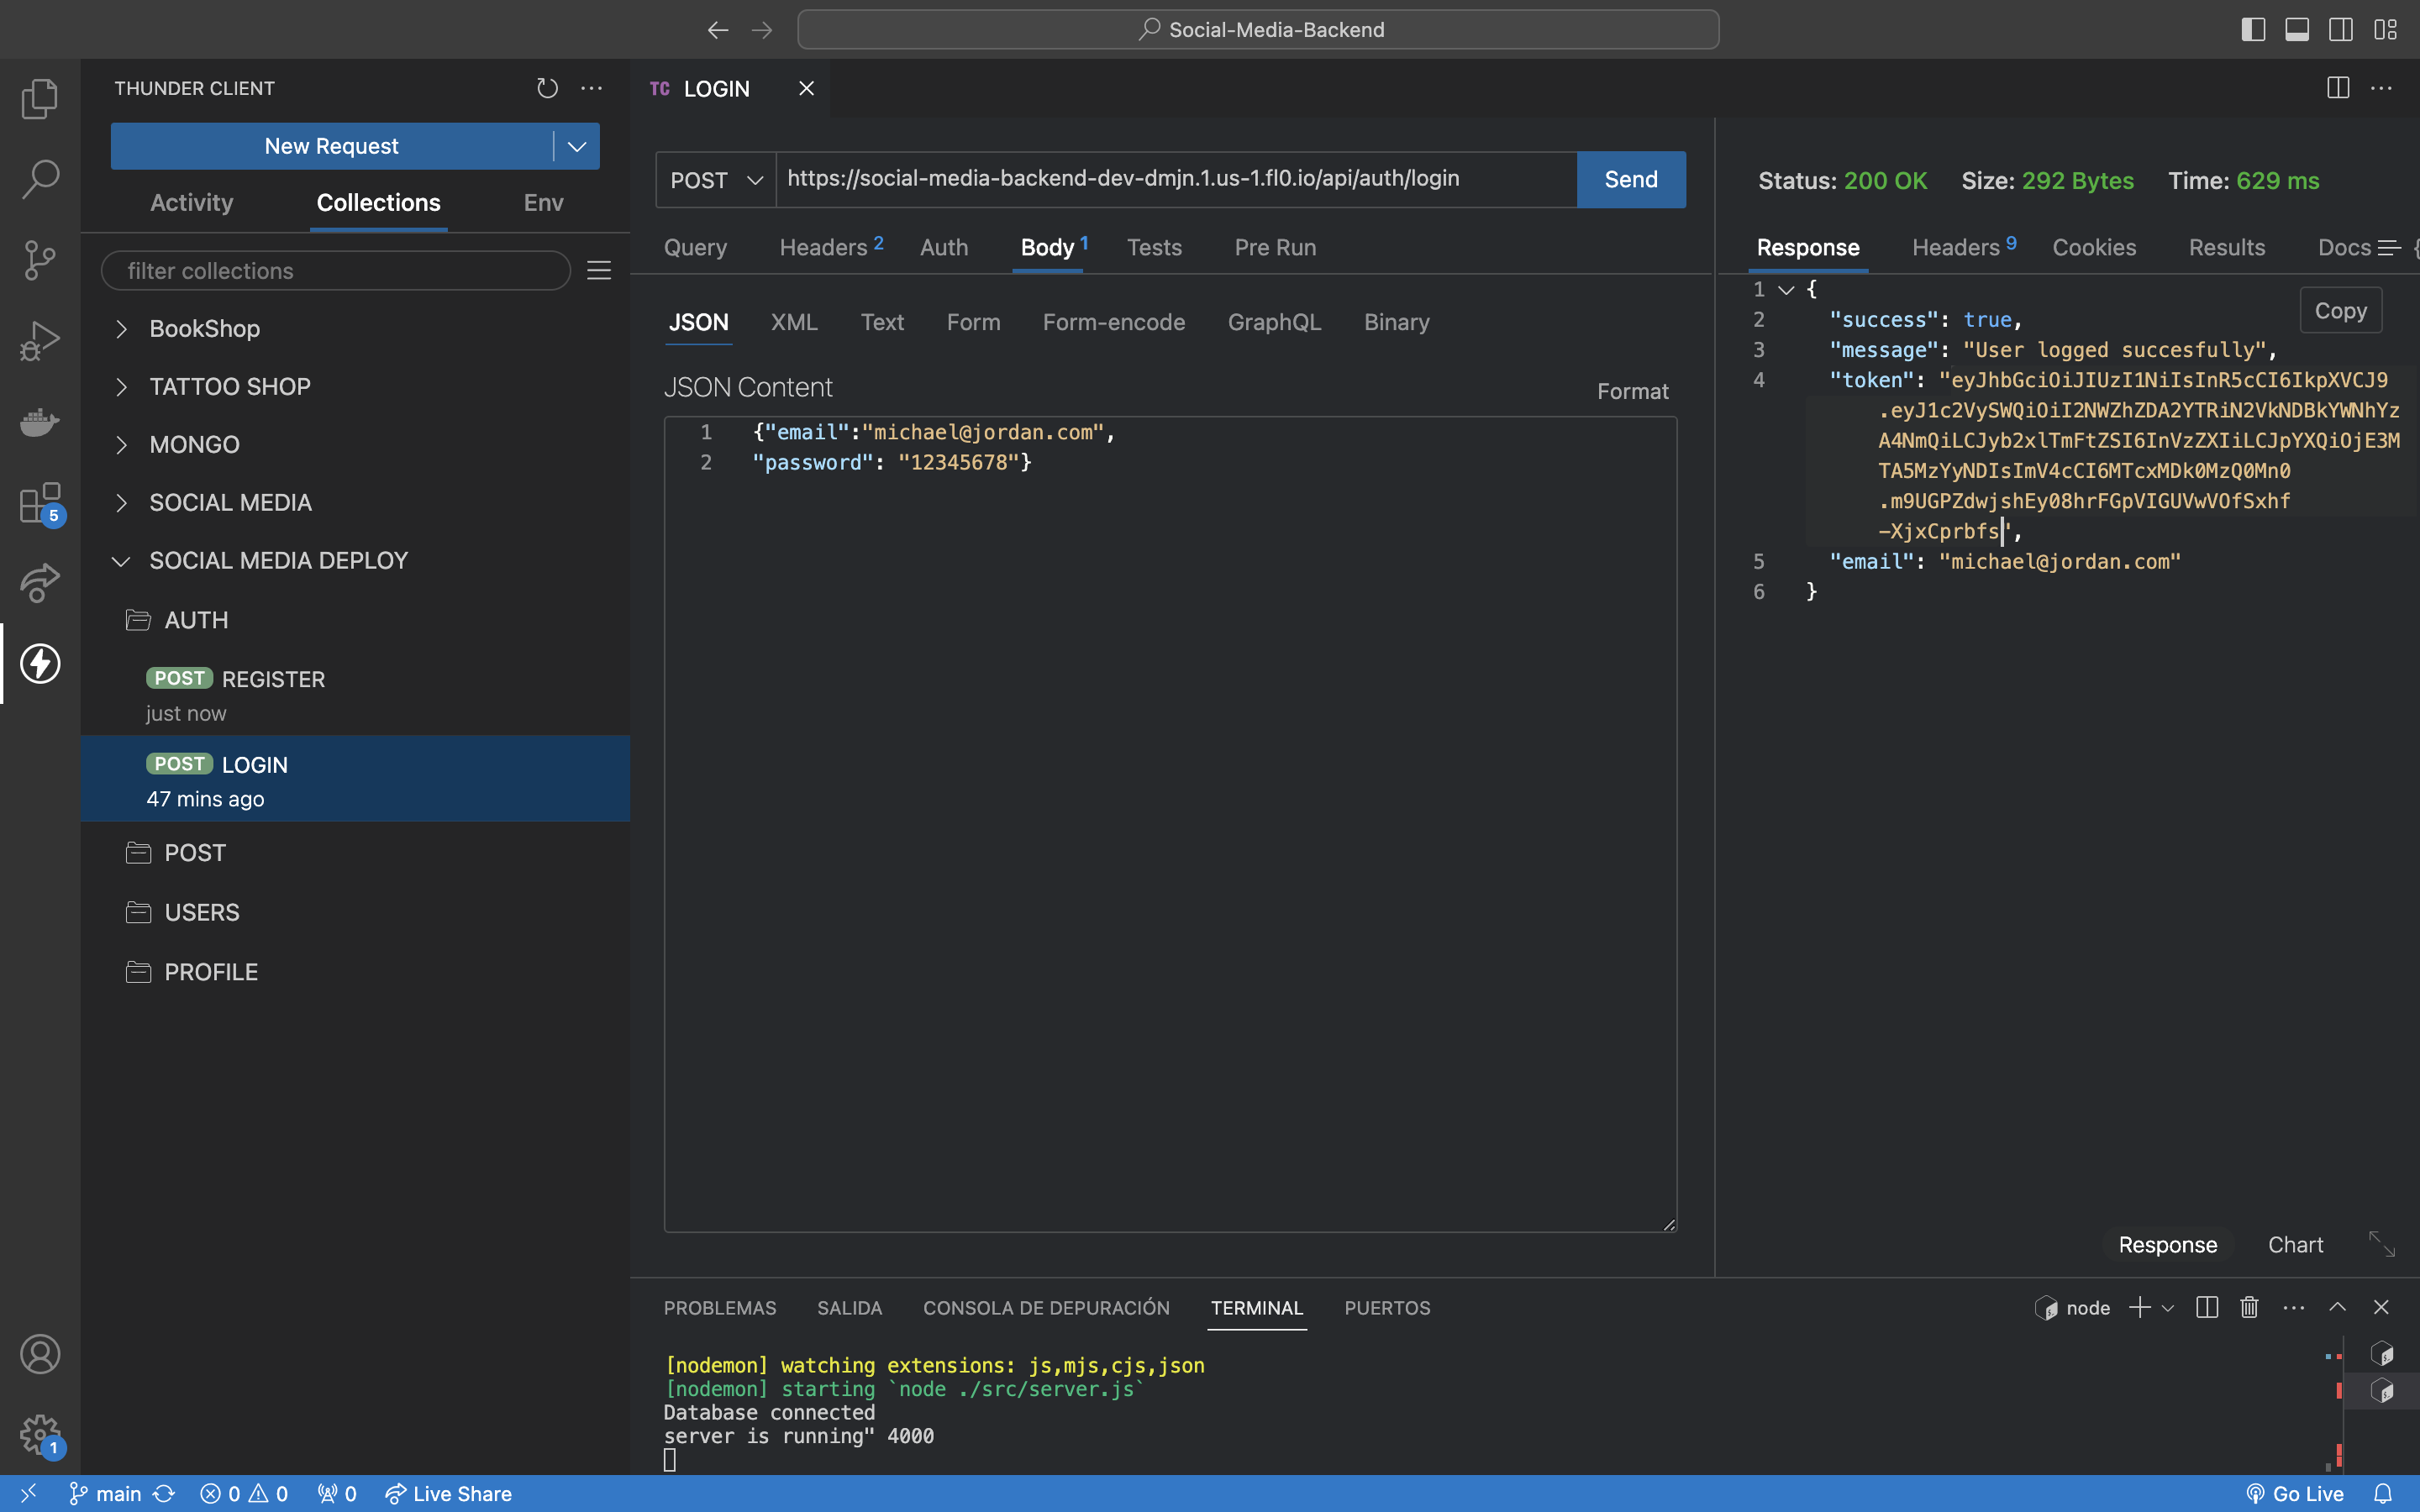 Social-Media-Backend
THUNDER CLIENT
New Request
Activity
Collections
Env
filter collections
BookShop
TATTOO SHOP
MONGO
SOCIAL MEDIA
SOCIAL MEDIA DEPLOY
AUTH
POST REGISTER
just now
POST LOGIN
47 mins ago
POST
USERS
PROFILE
5
1
TC LOGIN
POST
https://social-media-backend-dev-dmjn.1.us-1.fl0.io/api/auth/login
Send
Query
Headers 2
Auth
Body 1
Tests
Pre Run
JSON
XML
Text
Form
Form-encode
GraphQL
Binary
JSON Content
Format
1 {"email":"michael@jordan.com",
2 "password": "12345678"}
Status: 200 OK
Size: 292 Bytes
Time: 629 ms
Response
Headers 9
Cookies
Results
Docs
{
Copy
1 {
2 "success": true,
3 "message": "User logged succesfully",
4 "token": "eyJhbGciOiJIUzI1NiIsInR5cCI6IkpXVCJ9
.eyJ1c2VySWQiOiI2NWZhZDA2YTRiN2VkNDBkYWNhYz
A4NmQiLCJyb2xlTmFtZSI6InVzZXIiLCJpYXQiOjE3M
TA5MzYyNDIsImV4cCI6MTcxMDk0MzQ0Mn0
.m9UGPZdwjshEy08hrFGpVIGUVwVOfSxhf
-XjxCprbfs",
5 "email": "michael@jordan.com"
6 }
Response
Chart
PROBLEMAS
SALIDA
CONSOLA DE DEPURACIÓN
TERMINAL
PUERTOS
node
[nodemon] watching extensions: js,mjs,cjs,json
[nodemon] starting `node ./src/server.js`
Database connected
server is running" 4000
main
0
0
0
Live Share
Go Live